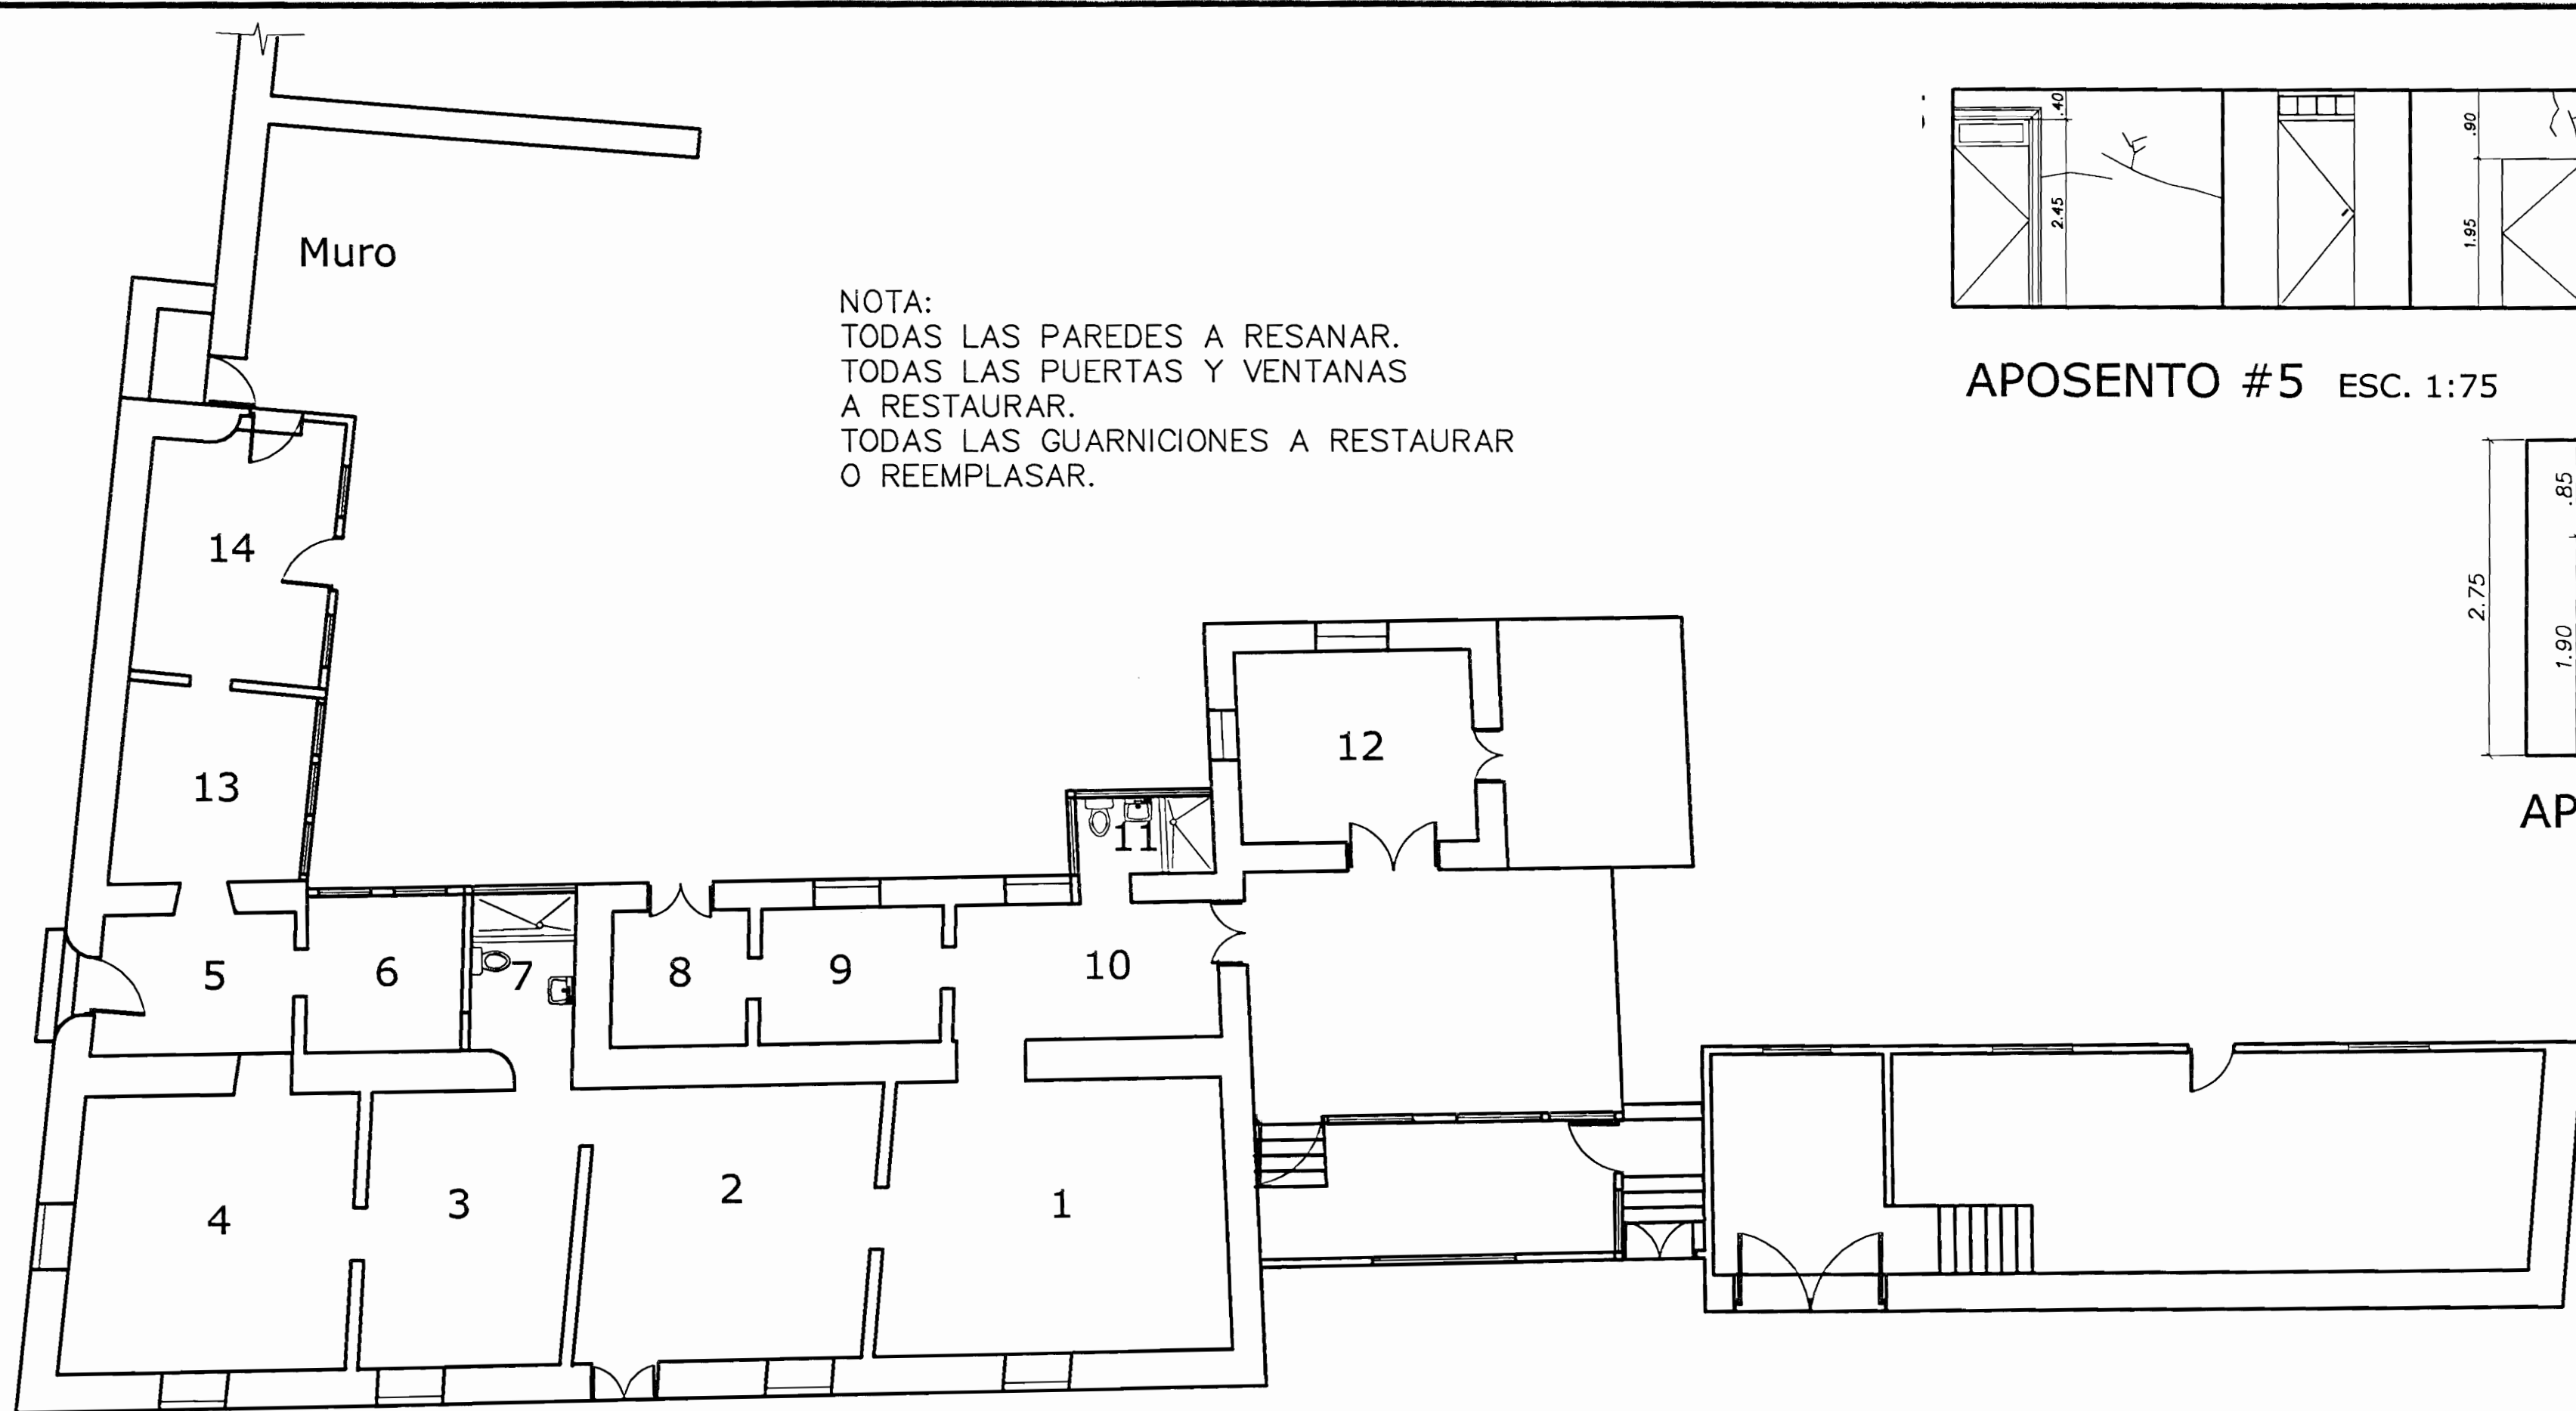 Muro
NOTA:
TODAS LAS PAREDES A RESANAR.
TODAS LAS PUERTAS Y VENTANAS
A RESTAURAR.
TODAS LAS GUARNICIONES A RESTAURAR
O REEMPLASAR.
.40
2.45
.90
1.95
APOSENTO #5 ESC. 1:75
2.75
.85
1.90
AP
14
13
12
11
5
6
7
8
9
10
4
3
2
1